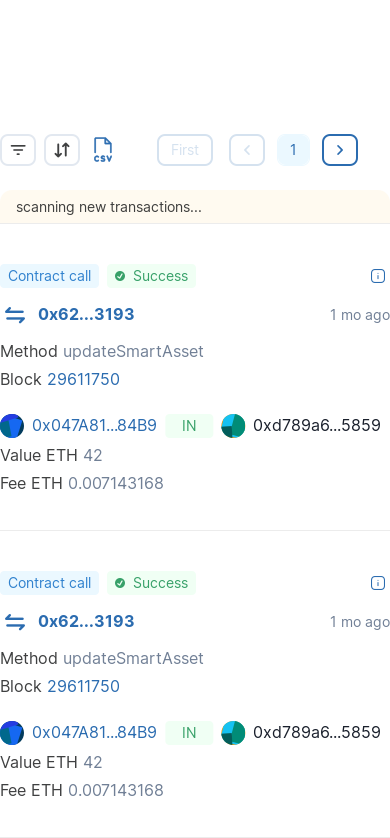 CSV First 1
scanning new transactions...
Contract call Success
0x62...3193 1 mo ago
Method updateSmartAsset
Block 29611750
0x047A81...84B9 IN 0xd789a6...5859
Value ETH 42
Fee ETH 0.007143168
Contract call Success
0x62...3193 1 mo ago
Method updateSmartAsset
Block 29611750
0x047A81...84B9 IN 0xd789a6...5859
Value ETH 42
Fee ETH 0.007143168